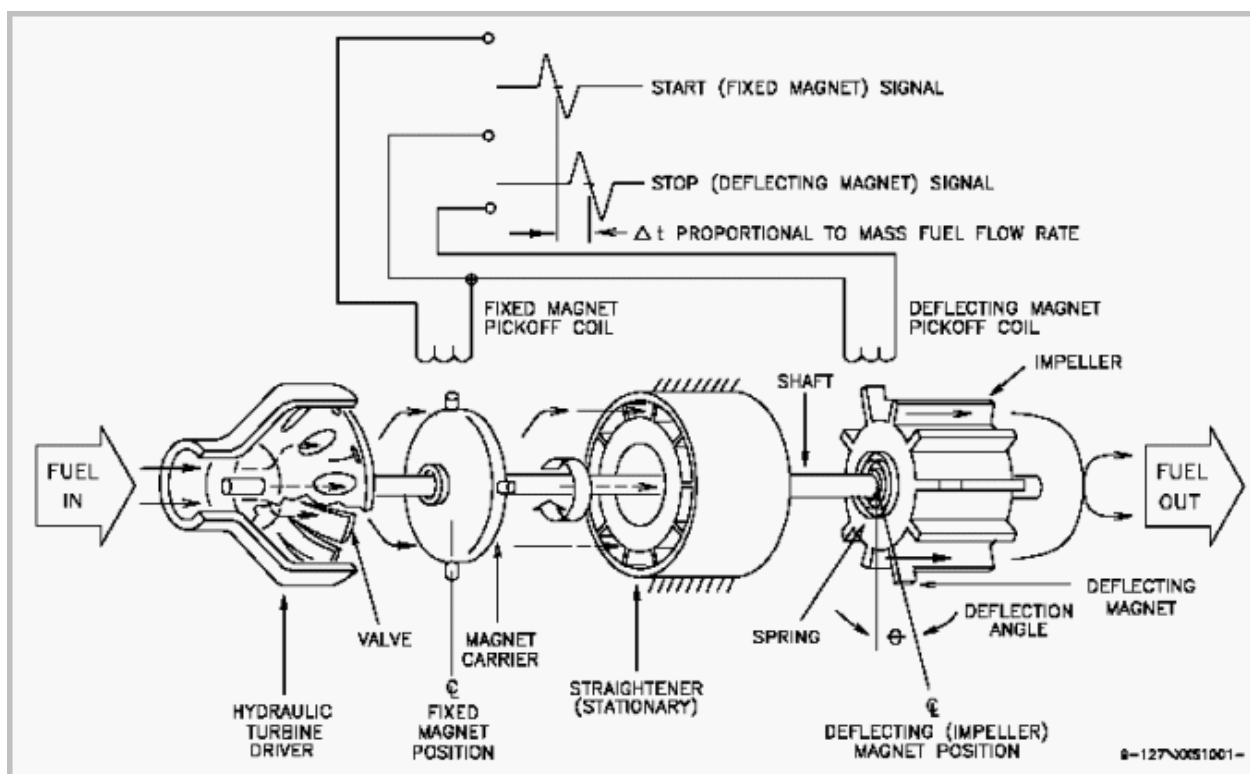 START (FIXED MAGNET) SIGNAL
STOP (DEFLECTING MAGNET) SIGNAL
Δ t PROPORTIONAL TO MASS FUEL FLOW RATE
FIXED MAGNET
PICKOFF COIL
DEFLECTING MAGNET
PICKOFF COIL
IMPELLER
SHAFT
FUEL
IN
FUEL
OUT
VALVE
MAGNET
CARRIER
SPRING
DEFLECTION
ANGLE
θ
DEFLECTING
MAGNET
HYDRAULIC
TURBINE
DRIVER
℄
FIXED
MAGNET
POSITION
STRAIGHTENER
(STATIONARY)
℄
DEFLECTING (IMPELLER)
MAGNET POSITION